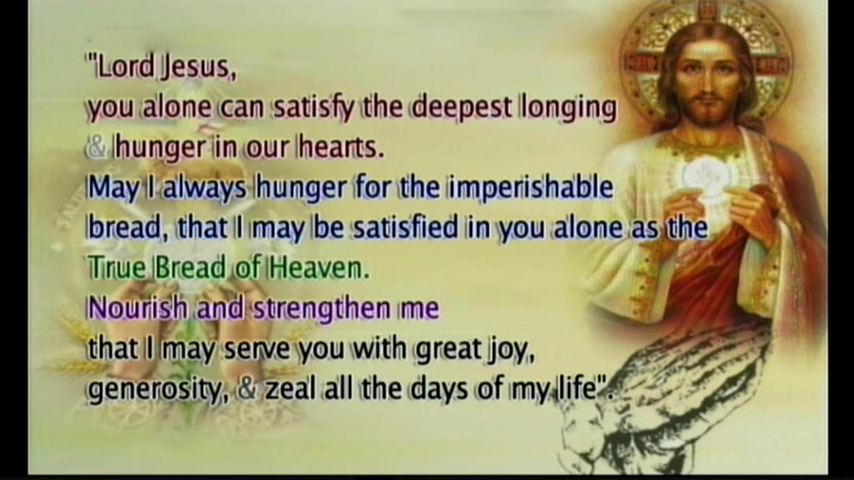 "Lord Jesus,
you alone can satisfy the deepest longing
& hunger in our hearts.
May I always hunger for the imperishable
bread, that I may be satisfied in you alone as the
True Bread of Heaven.
Nourish and strengthen me
that I may serve you with great joy,
generosity, & zeal all the days of my life".